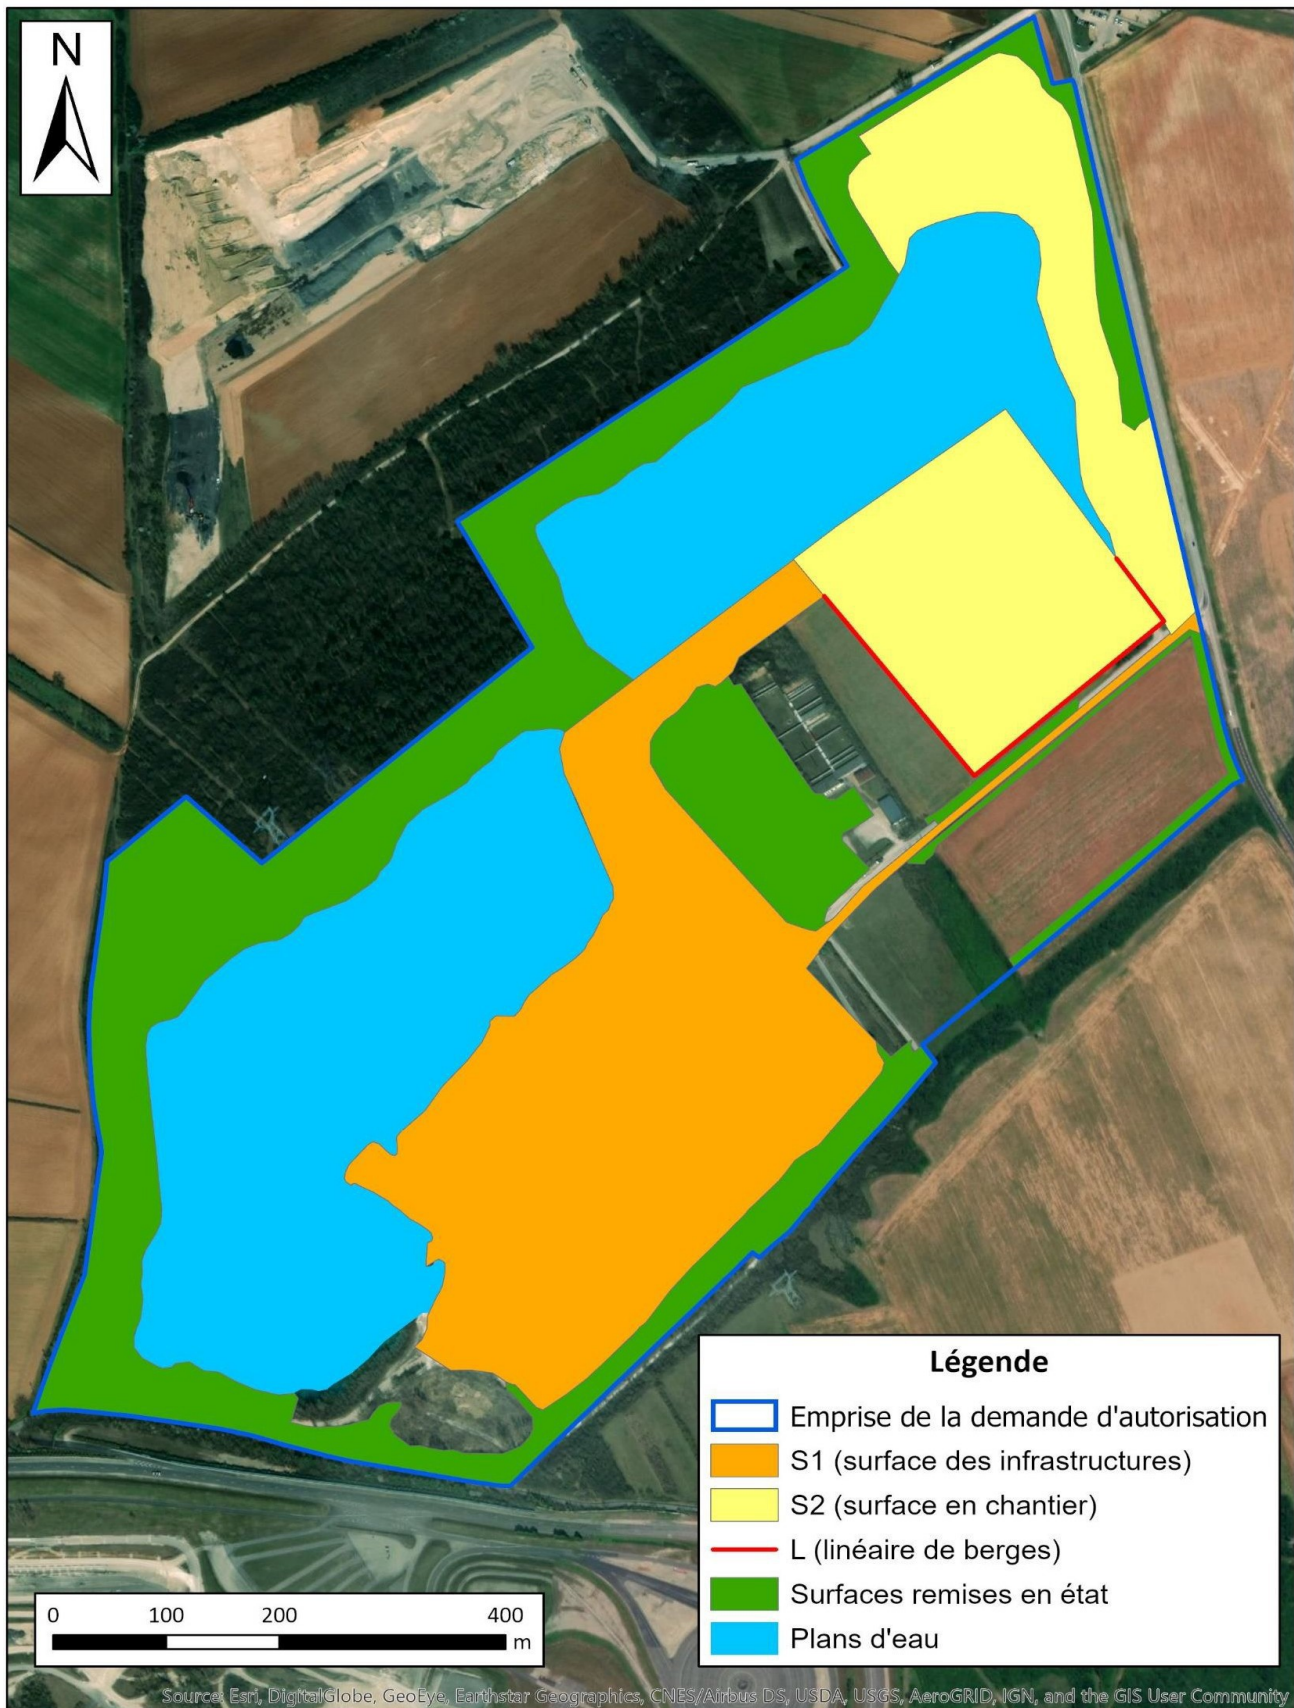 N
Légende
Emprise de la demande d'autorisation
S1 (surface des infrastructures)
S2 (surface en chantier)
L (linéaire de berges)
Surfaces remises en état
Plans d'eau
0 100 200 400
m
Source: Esri, DigitalGlobe, GeoEye, Earthstar Geographics, CNES/Airbus DS, USDA, USGS, AeroGRID, IGN, and the GIS User Community